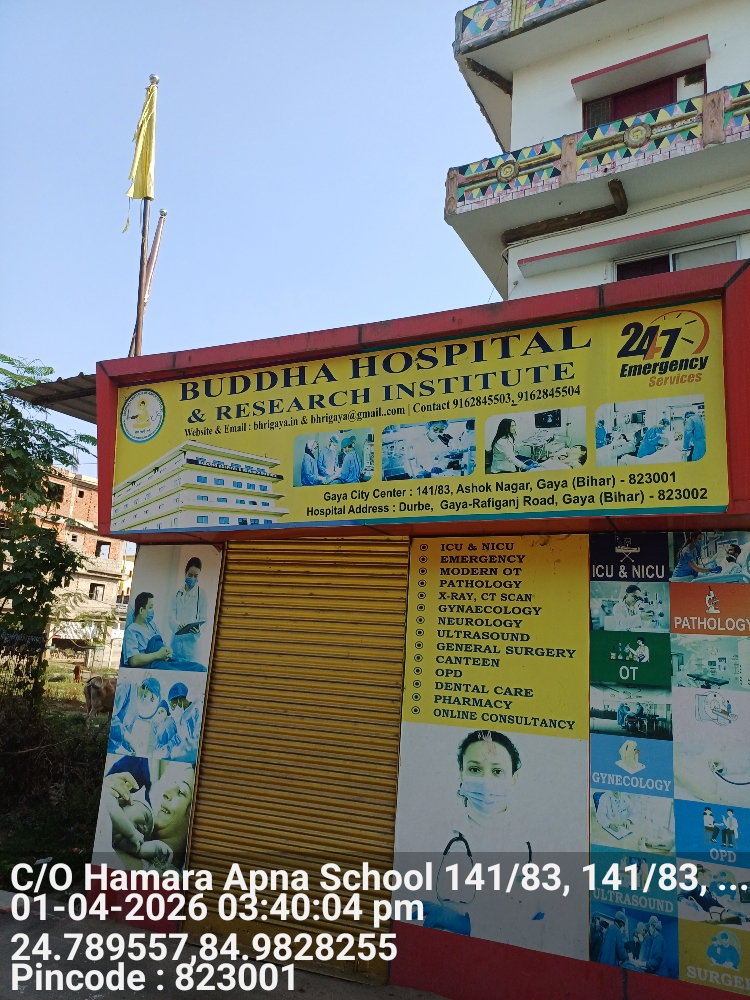 24x7
Emergency
Services
BUDDHA HOSPITAL
& RESEARCH INSTITUTE
Website & Email : bhrigaya.in & bhrigaya@gmail..com | Contact 9162845503, 9162845504
Gaya City Center : 141/83, Ashok Nagar, Gaya (Bihar) - 823001
Hospital Address : Durbe, Gaya-Rafiganj Road, Gaya (Bihar) - 823002
ICU & NICU
EMERGENCY
MODERN OT
PATHOLOGY
X-RAY, CT SCAN
GYNAECOLOGY
NEUROLOGY
ULTRASOUND
GENERAL SURGERY
CANTEEN
OPD
DENTAL CARE
PHARMACY
ONLINE CONSULTANCY
ICU & NICU
PATHOLOGY
OT
GYNECOLOGY
OPD
ULTRASOUND
SURGE
C/O Hamara Apna School 141/83, 141/83, ...
01-04-2026 03:40:04 pm
24.789557,84.9828255
Pincode : 823001